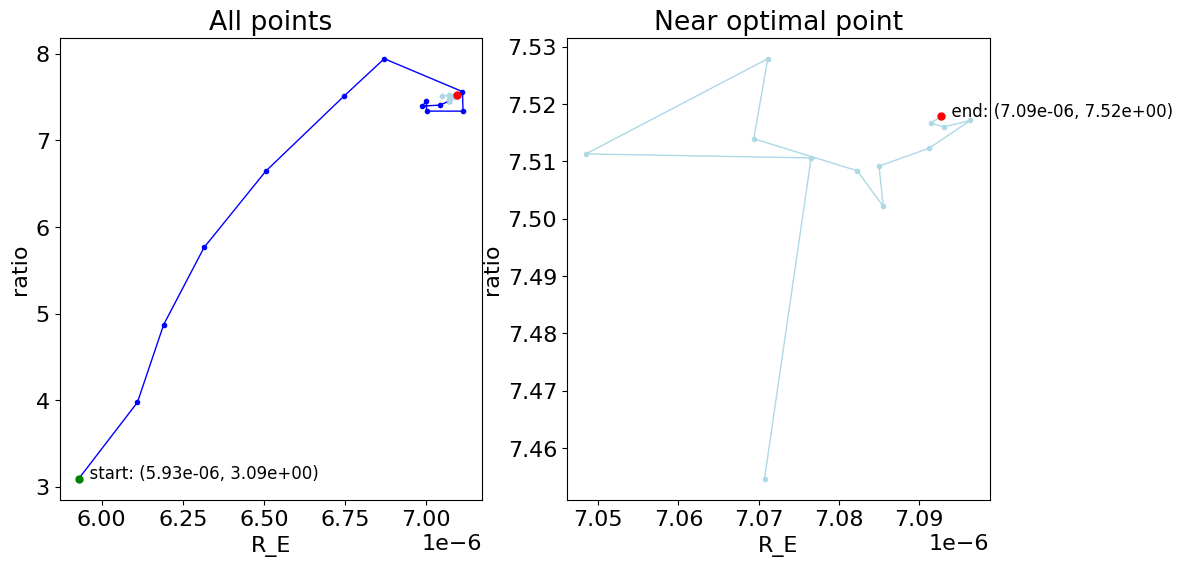 All points
8
7
6
5
4
3
ratio
start: (5.93e-06, 3.09e+00)
6.00 6.25 6.50 6.75 7.00
1e−6
R_E
Near optimal point
7.53
7.52
7.51
7.50
7.49
7.48
7.47
7.46
ratio
end: (7.09e-06, 7.52e+00)
7.05 7.06 7.07 7.08 7.09
1e−6
R_E